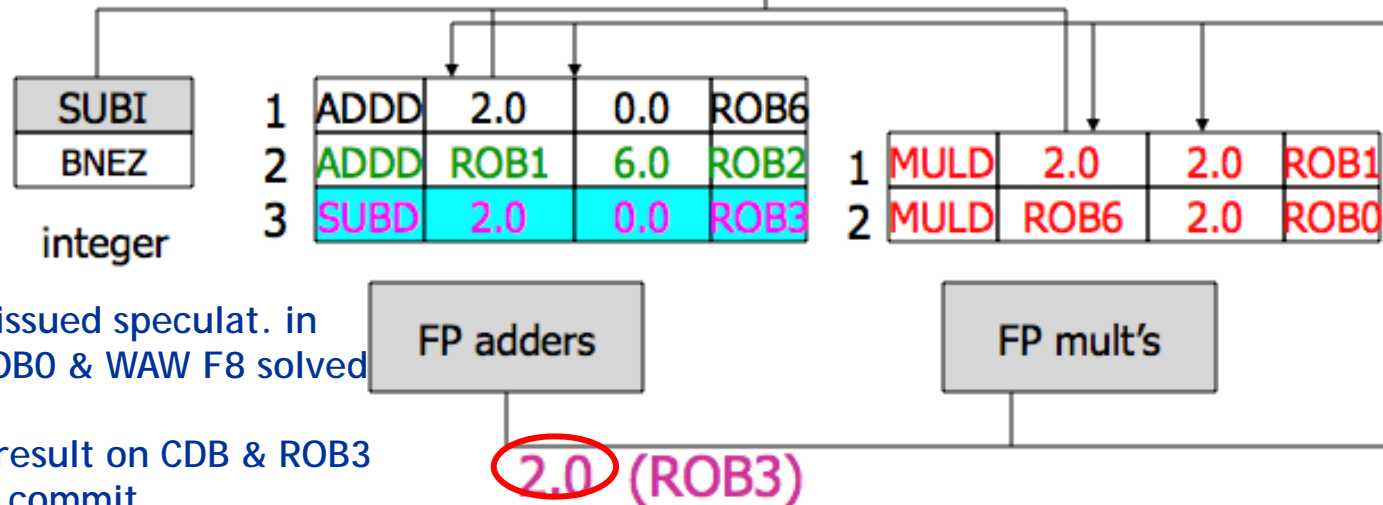 SUBI
BNEZ
integer
1 ADDD 2.0 0.0 ROB6
2 ADDD ROB1 6.0 ROB2
3 SUBD 2.0 0.0 ROB3
1 MULD 2.0 2.0 ROB1
2 MULD ROB6 2.0 ROB0
issued speculat. in
OB0 & WAW F8 solved
FP adders
FP mult's
result on CDB & ROB3
commit
2.0 (ROB3)